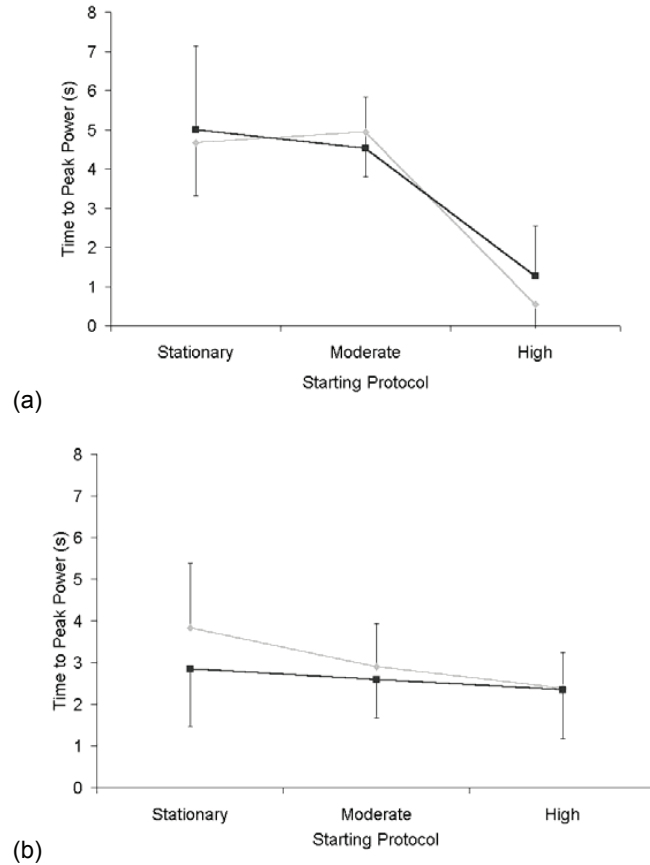 8
7
6
5
4
3
2
1
0
Time to Peak Power (s)
Stationary Moderate High
Starting Protocol
(a)
8
7
6
5
4
3
2
1
0
Time to Peak Power (s)
Stationary Moderate High
Starting Protocol
(b)